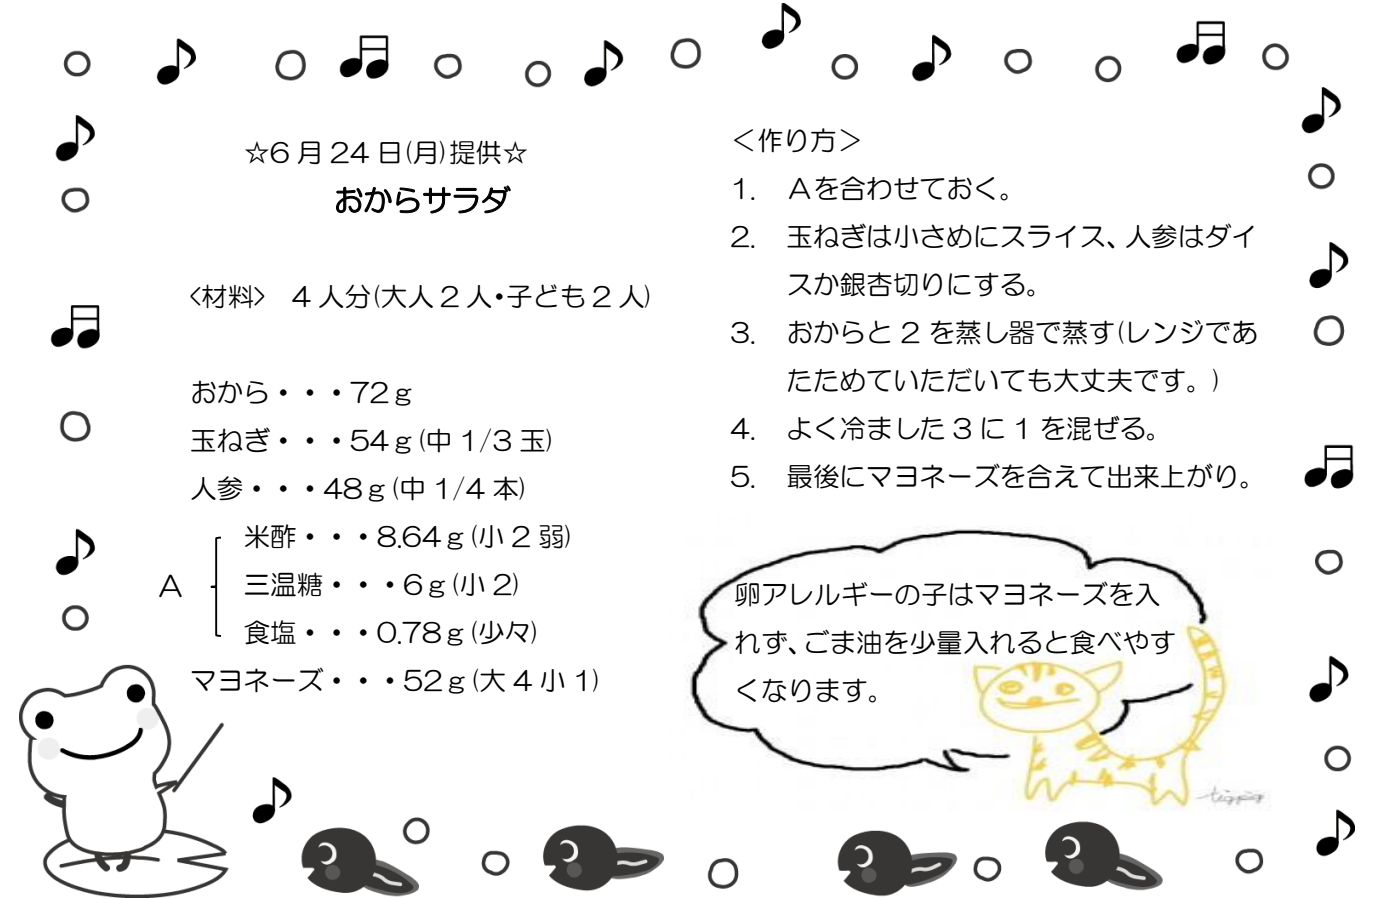 ☆6月24日(月)提供☆
おからサラダ
〈材料〉 4人分(大人2人・子ども2人)
おから・・・72g
玉ねぎ・・・54g(中1/3玉)
人参・・・48g(中1/4本)
米酢・・・8.64g(小2弱)
A 三温糖・・・6g(小2)
食塩・・・0.78g(少々)
マヨネーズ・・・52g(大4小1)
＜作り方＞
1. Aを合わせておく。
2. 玉ねぎは小さめにスライス、人参はダイ
スか銀杏切りにする。
3. おからと2を蒸し器で蒸す(レンジであ
たためていただいても大丈夫です。)
4. よく冷ました3に1を混ぜる。
5. 最後にマヨネーズを合えて出来上がり。
卵アレルギーの子はマヨネーズを入
れず、ごま油を少量入れると食べやす
くなります。